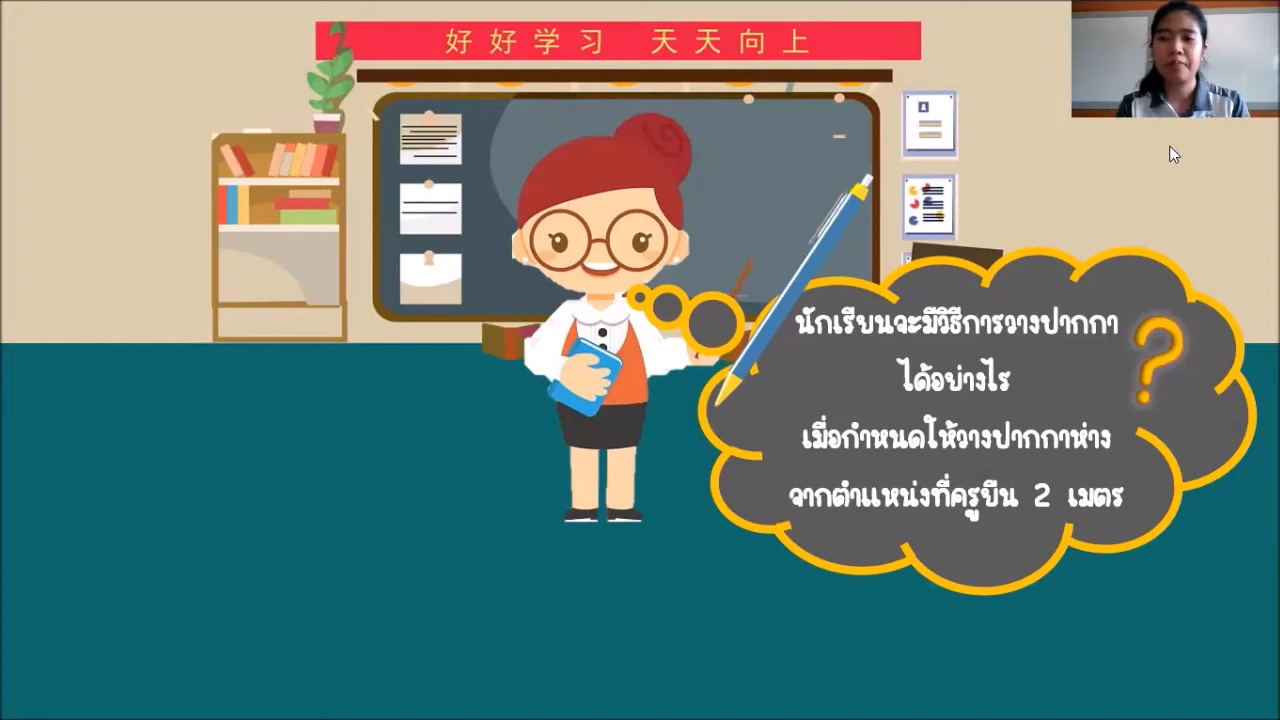 好好学习 天天向上
นักเรียนจะมีวิธีการวางปากกา
ได้อย่างไร
เมื่อกำหนดให้วางปากกาห่าง
จากตำแหน่งที่ครูยืน 2 เมตร
?